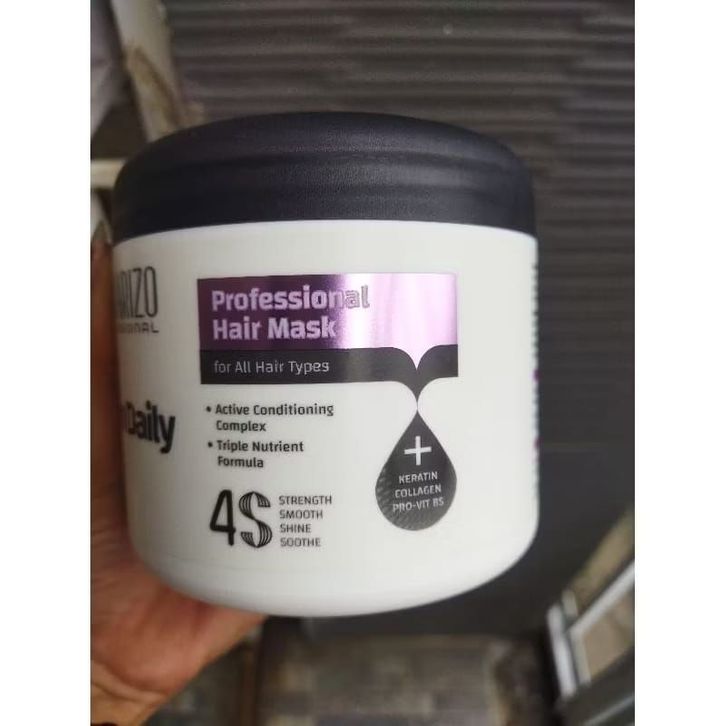 Professional
Hair Mask
for All Hair Types
• Active Conditioning
Complex
• Triple Nutrient
Formula
4S
STRENGTH
SMOOTH
SHINE
SOOTHE
+
KERATIN
COLLAGEN
PRO-VIT B5
Daily